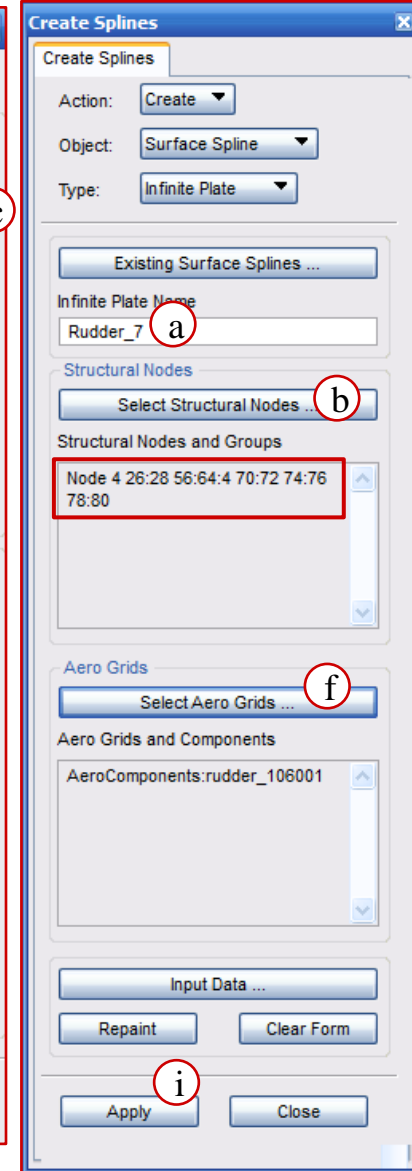 Create Splines
Create Splines
Action: Create
Object: Surface Spline
Type: Infinite Plate
Existing Surface Splines ...
Infinite Plate Name
Rudder_7 a
Structural Nodes
Select Structural Nodes ... b
Structural Nodes and Groups
Node 4 26:28 56:64:4 70:72 74:76
78:80
Aero Grids
f
Select Aero Grids ...
Aero Grids and Components
AeroComponents:rudder_106001
Input Data ...
Repaint Clear Form
i
Apply Close